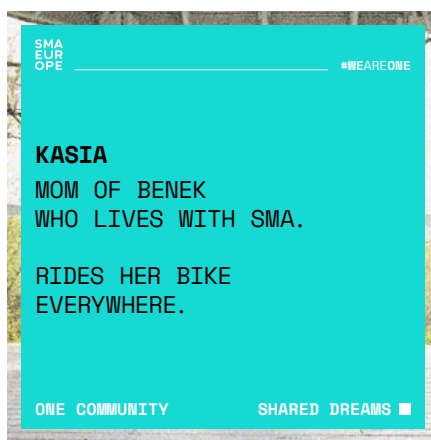 SMA
EUR
OPE
#WEAREONE
KASIA
MOM OF BENEK
WHO LIVES WITH SMA.
RIDES HER BIKE
EVERYWHERE.
ONE COMMUNITY
SHARED DREAMS